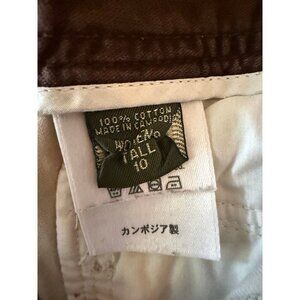 100% COTTON
MADE IN CAMBODIA
WOMENS
TALL
10
カンボジア製